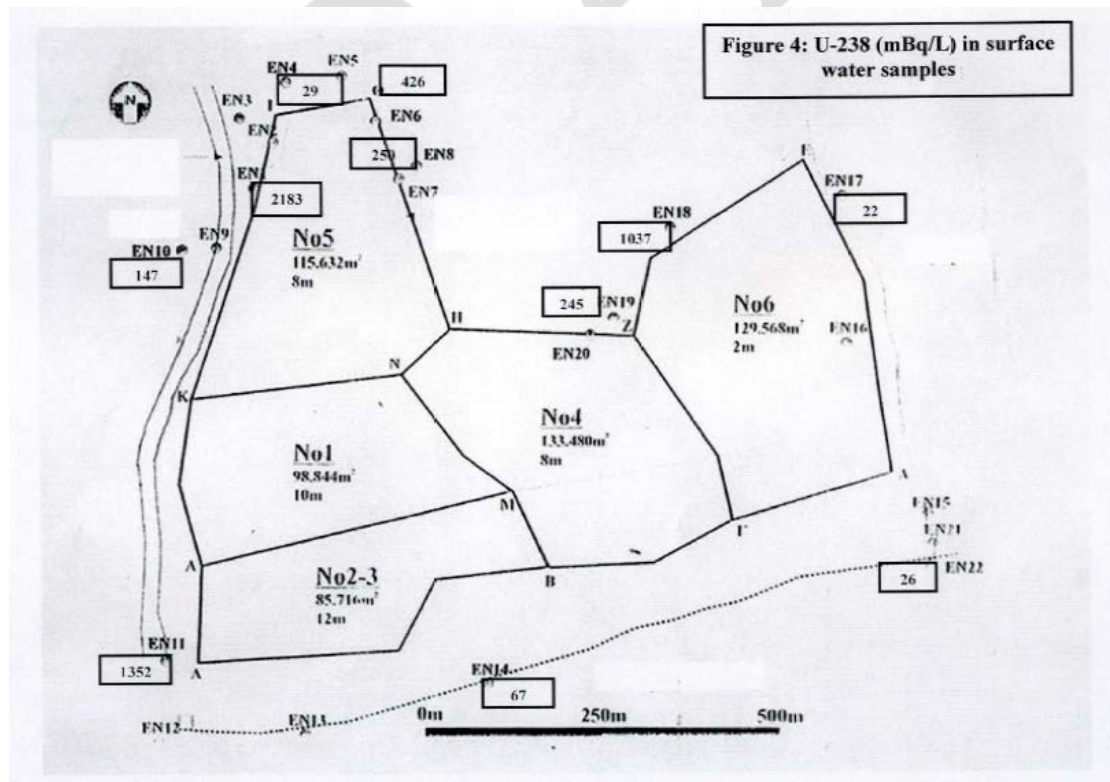 Figure 4: U-238 (mBq/L) in surface
water samples
EN4
EN5
29
426
EN3
I
EN6
N
EN2
250
EN8
EN7
2183
EN9
EN10
147
No5
115.632m²
8m
E
EN17
22
EN18
1037
245
EN19
Z
EN20
No6
129.568m²
2m
EN16
H
N
K
No4
133.480m²
8m
No1
98.844m²
10m
M
Λ
EN15
EN21
EN22
26
Γ
B
No2-3
85.716m²
12m
EN11
1352
A
EN14
67
EN12
EN13
0m
250m
500m